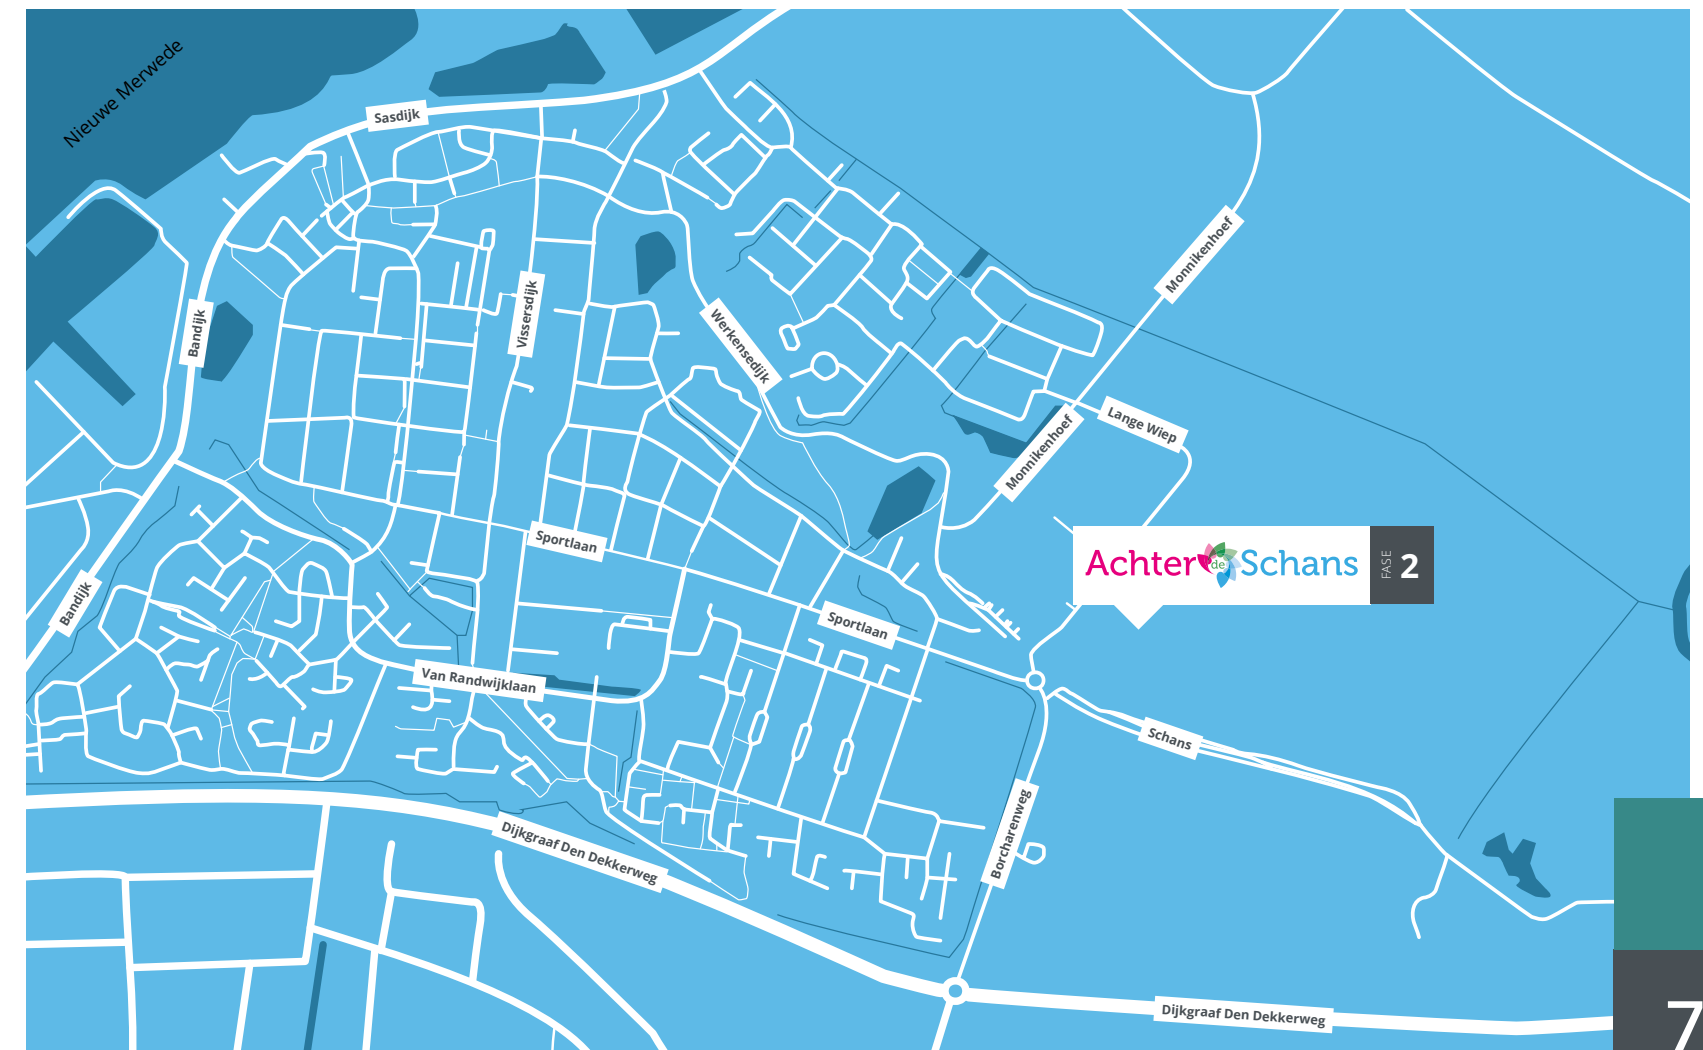 Nieuwe Merwede
Sasdijk
Monnikenhoef
Bandijk
Vissersdijk
Werkensedijk
Lange Wiep
Monnikenhoef
Sportlaan
Achter de Schans
FASE 2
Bandijk
Sportlaan
Van Randwijklaan
Schans
Borcharenweg
Dijkgraaf Den Dekkerweg
Dijkgraaf Den Dekkerweg
7